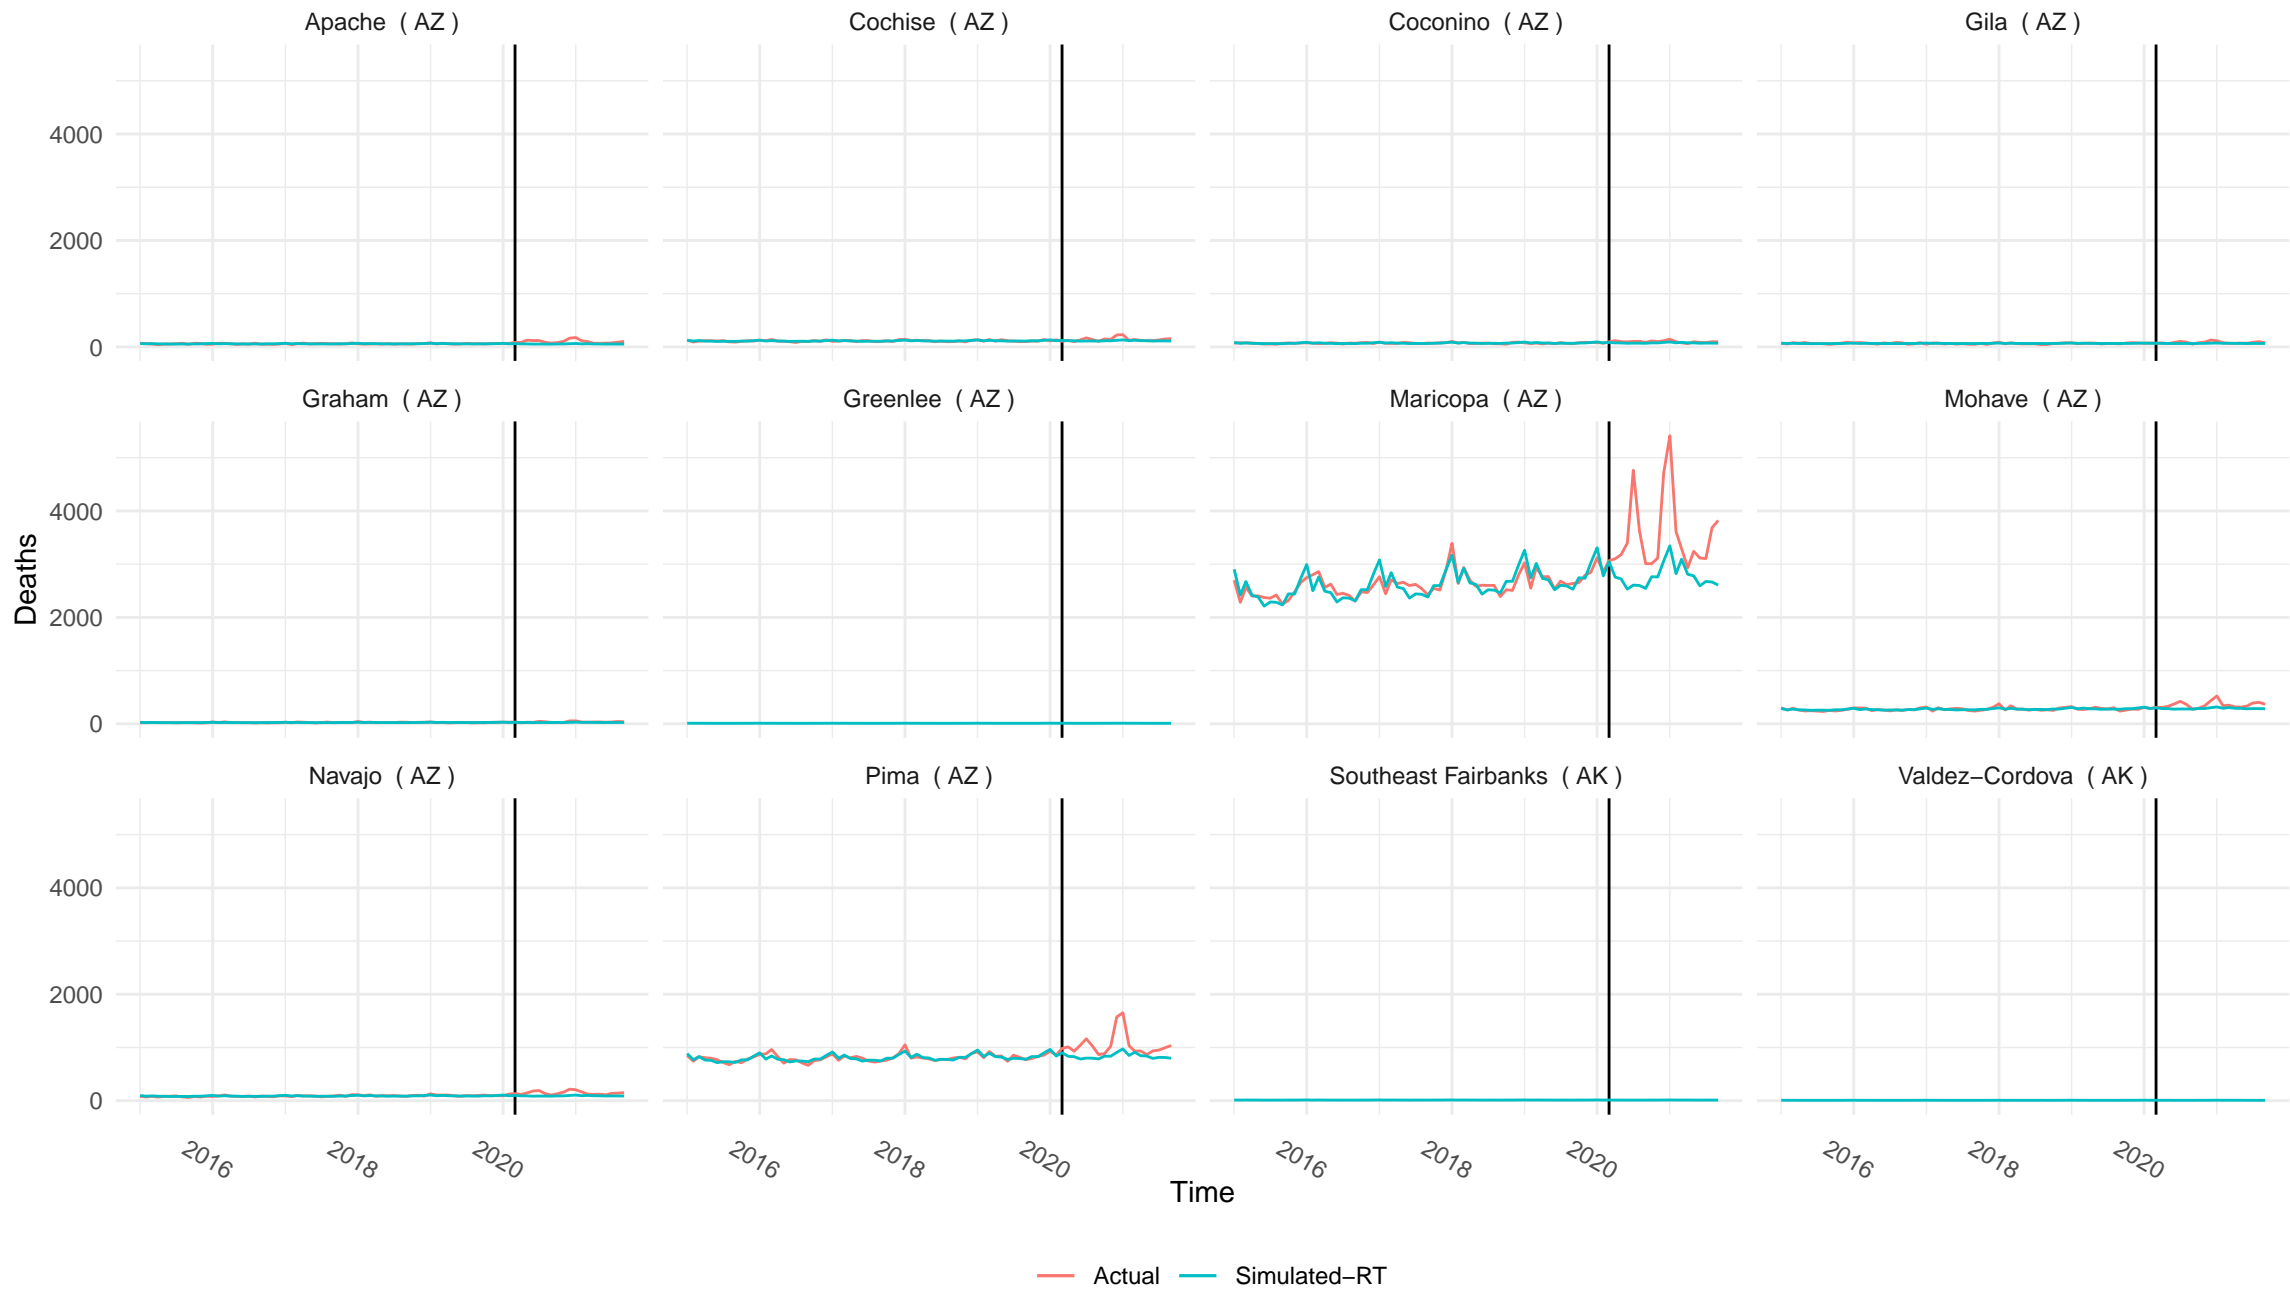 Apache ( AZ )
Cochise ( AZ )
Coconino ( AZ )
Gila ( AZ )
4000
2000
0
Graham ( AZ )
Greenlee ( AZ )
Maricopa ( AZ )
Mohave ( AZ )
4000
2000
0
Deaths
Navajo ( AZ )
Pima ( AZ )
Southeast Fairbanks ( AK )
Valdez−Cordova ( AK )
4000
2000
0
2016
2018
2020
2016
2018
2020
2016
2018
2020
2016
2018
2020
Time
Actual
Simulated−RT